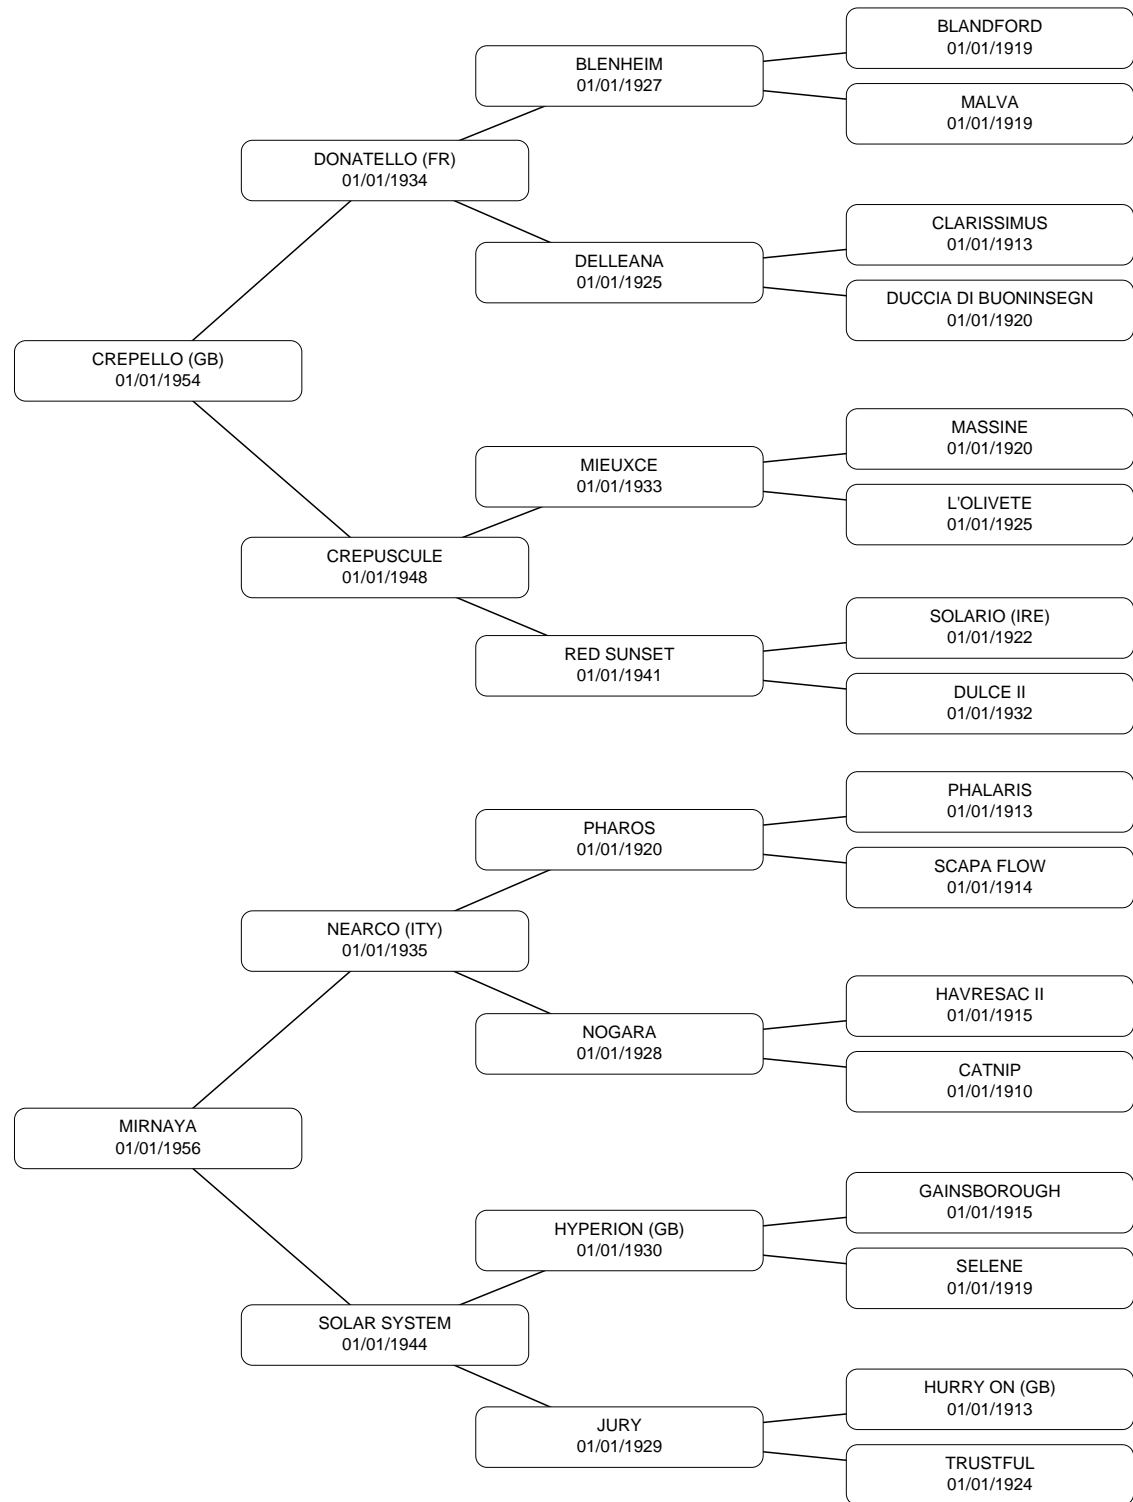 BLANDFORD
01/01/1919
BLENHEIM
01/01/1927
MALVA
01/01/1919
DONATELLO (FR)
01/01/1934
CLARISSIMUS
01/01/1913
DELLEANA
01/01/1925
DUCCIA DI BUONINSEGN
01/01/1920
CREPELLO (GB)
01/01/1954
MASSINE
01/01/1920
MIEUXCE
01/01/1933
L'OLIVETE
01/01/1925
CREPUSCULE
01/01/1948
SOLARIO (IRE)
01/01/1922
RED SUNSET
01/01/1941
DULCE II
01/01/1932
PHALARIS
01/01/1913
PHAROS
01/01/1920
SCAPA FLOW
01/01/1914
NEARCO (ITY)
01/01/1935
HAVRESAC II
01/01/1915
NOGARA
01/01/1928
CATNIP
01/01/1910
MIRNAYA
01/01/1956
GAINSBOROUGH
01/01/1915
HYPERION (GB)
01/01/1930
SELENE
01/01/1919
SOLAR SYSTEM
01/01/1944
HURRY ON (GB)
01/01/1913
JURY
01/01/1929
TRUSTFUL
01/01/1924